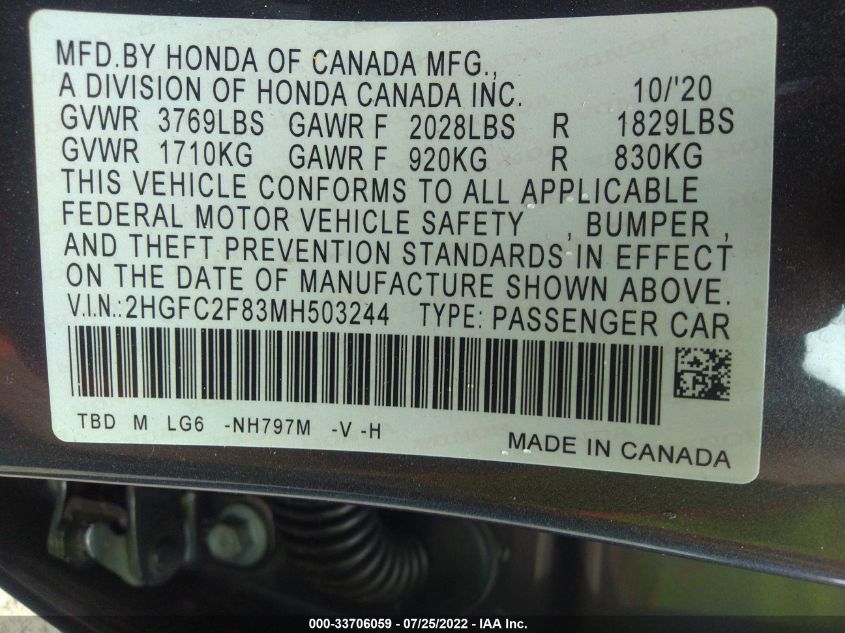 MFD.BY HONDA OF CANADA MFG.,
A DIVISION OF HONDA CANADA INC. 10/'20
GVWR 3769LBS GAWR F 2028LBS R 1829LBS
GVWR 1710KG GAWR F 920KG R 830KG
THIS VEHICLE CONFORMS TO ALL APPLICABLE
FEDERAL MOTOR VEHICLE SAFETY , BUMPER ,
AND THEFT PREVENTION STANDARDS IN EFFECT
ON THE DATE OF MANUFACTURE SHOWN ABOVE.
V.I.N.: 2HGFC2F83MH503244 TYPE: PASSENGER CAR
TBD M LG6 -NH797M -V -H
MADE IN CANADA
000-33706059 - 07/25/2022 - IAA Inc.